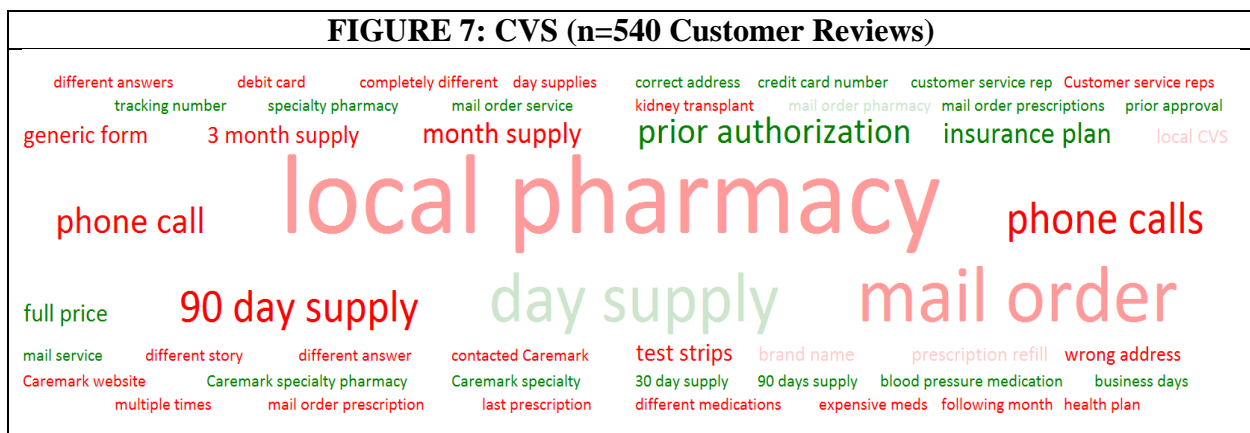 FIGURE 7: CVS (n=540 Customer Reviews)
different answers debit card completely different day supplies correct address credit card number customer service rep Customer service reps
tracking number specialty pharmacy mail order service kidney transplant mail order pharmacy mail order prescriptions prior approval
generic form 3 month supply month supply prior authorization insurance plan local CVS
phone call local pharmacy phone calls
full price 90 day supply day supply mail order
mail service different story different answer contacted Caremark test strips brand name prescription refill wrong address
Caremark website Caremark specialty pharmacy Caremark specialty 30 day supply 90 days supply blood pressure medication business days
multiple times mail order prescription last prescription different medications expensive meds following month health plan